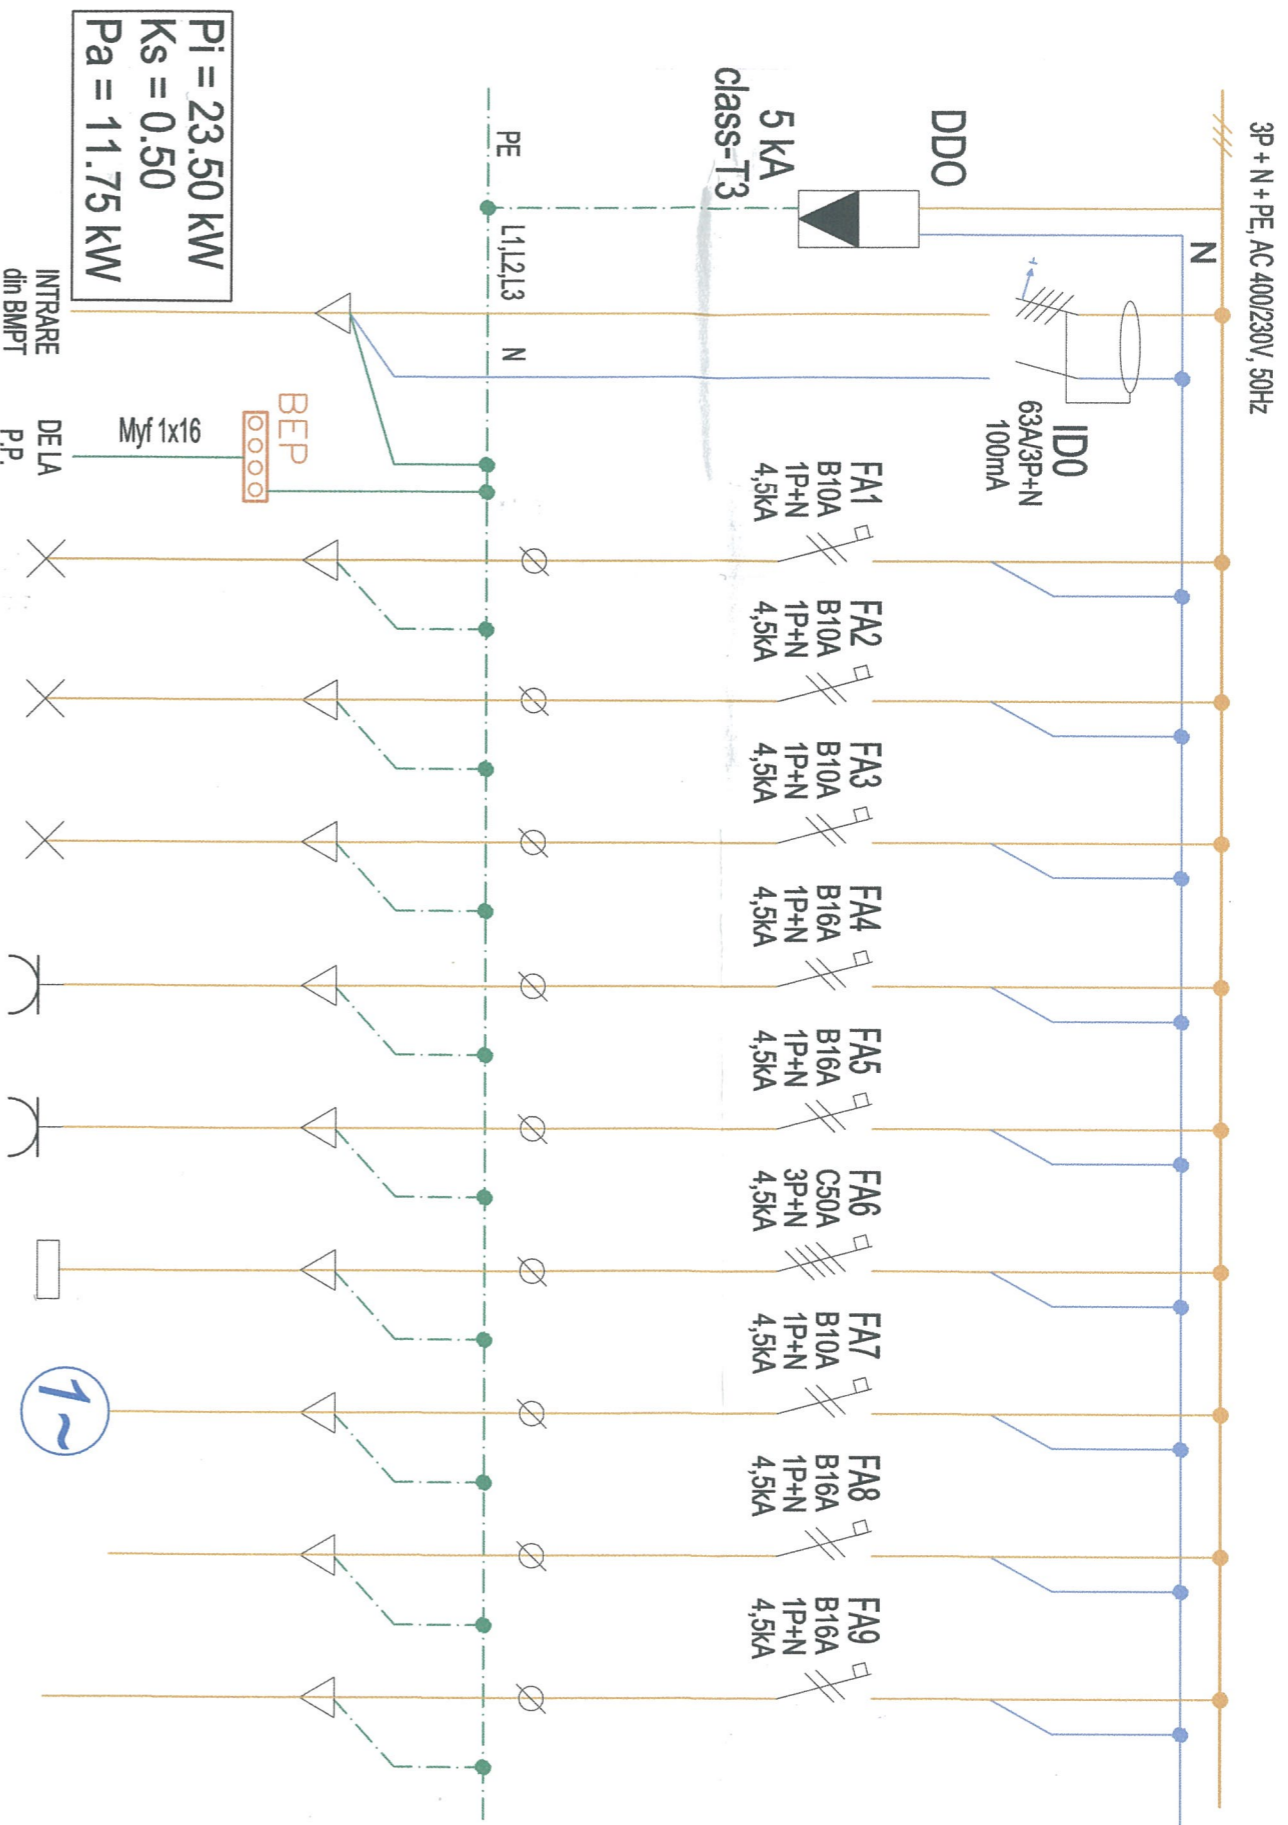 3P + N + PE, AC 400/230V, 50Hz
N
DDO
5 kA
class-T3
ID0
63A/3P+N
100mA
FA1
B10A
1P+N
4,5kA
FA2
B10A
1P+N
4,5kA
FA3
B10A
1P+N
4,5kA
FA4
B16A
1P+N
4,5kA
FA5
B16A
1P+N
4,5kA
FA6
C50A
3P+N
4,5kA
FA7
B10A
1P+N
4,5kA
FA8
B16A
1P+N
4,5kA
FA9
B16A
1P+N
4,5kA
PE
L1,L2,L3
N
BEP
Myf 1x16
Pi = 23.50 kW
Ks = 0.50
Pa = 11.75 kW
INTRARE
din BMPT
DE LA
P.P.
1~